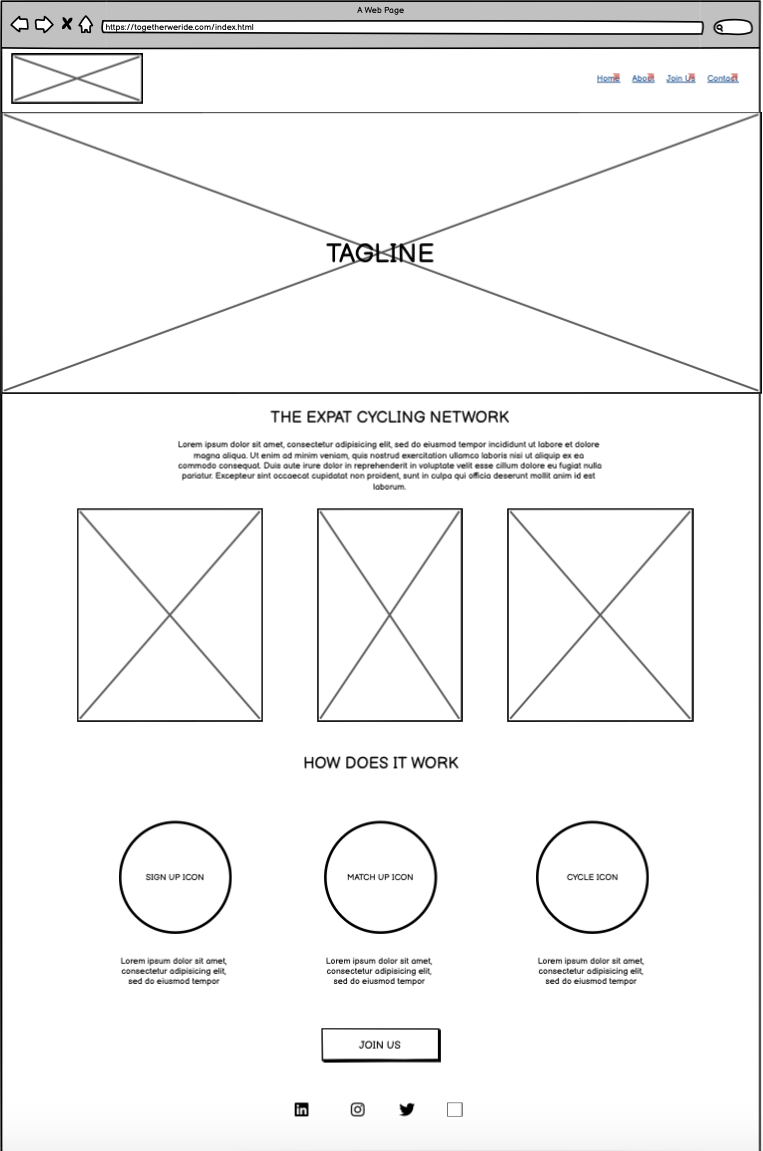 A Web Page
https://togetherweride.com/index.html
Home About Join Us Contact
TAGLINE
THE EXPAT CYCLING NETWORK
Lorem ipsum dolor sit amet, consectetur adipisicing elit, sed do eiusmod tempor incididunt ut labore et dolore
magna aliqua. Ut enim ad minim veniam, quis nostrud exercitation ullamco laboris nisi ut aliquip ex ea
commodo consequat. Duis aute irure dolor in reprehenderit in voluptate velit esse cillum dolore eu fugiat nulla
pariatur. Excepteur sint occaecat cupidatat non proident, sunt in culpa qui officia deserunt mollit anim id est
laborum.
HOW DOES IT WORK
SIGN UP ICON
MATCH UP ICON
CYCLE ICON
Lorem ipsum dolor sit amet,
consectetur adipisicing elit,
sed do eiusmod tempor
Lorem ipsum dolor sit amet,
consectetur adipisicing elit,
sed do eiusmod tempor
Lorem ipsum dolor sit amet,
consectetur adipisicing elit,
sed do eiusmod tempor
JOIN US
in